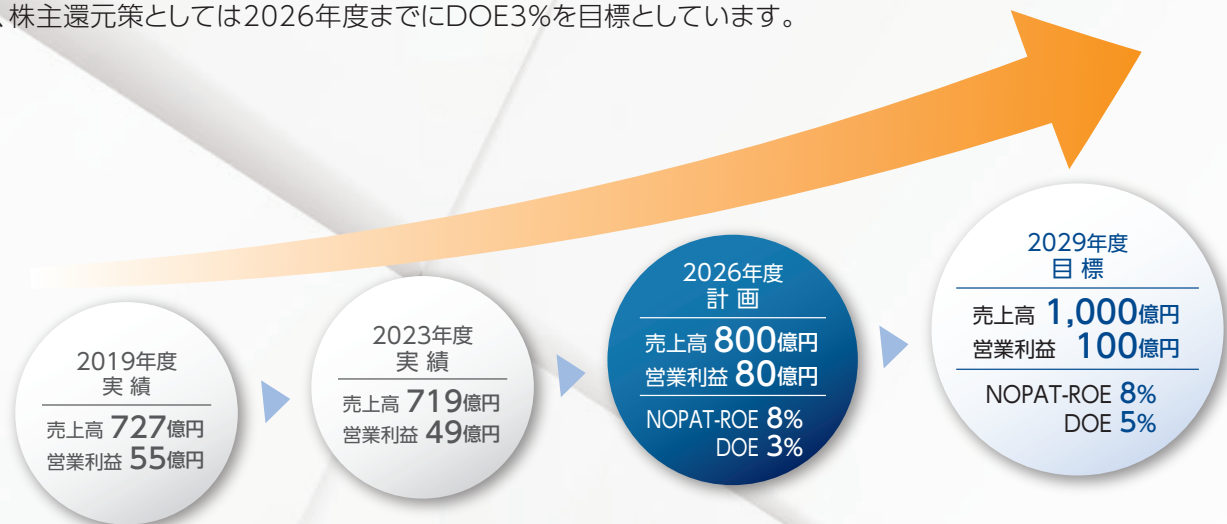 、株主還元策としては2026年度までにDOE3%を目標としています。
2019年度
実 績
売上高 727億円
営業利益 55億円
2023年度
実 績
売上高 719億円
営業利益 49億円
2026年度
計 画
売上高 800億円
営業利益 80億円
NOPAT-ROE 8%
DOE 3%
2029年度
目 標
売上高 1,000億円
営業利益 100億円
NOPAT-ROE 8%
DOE 5%